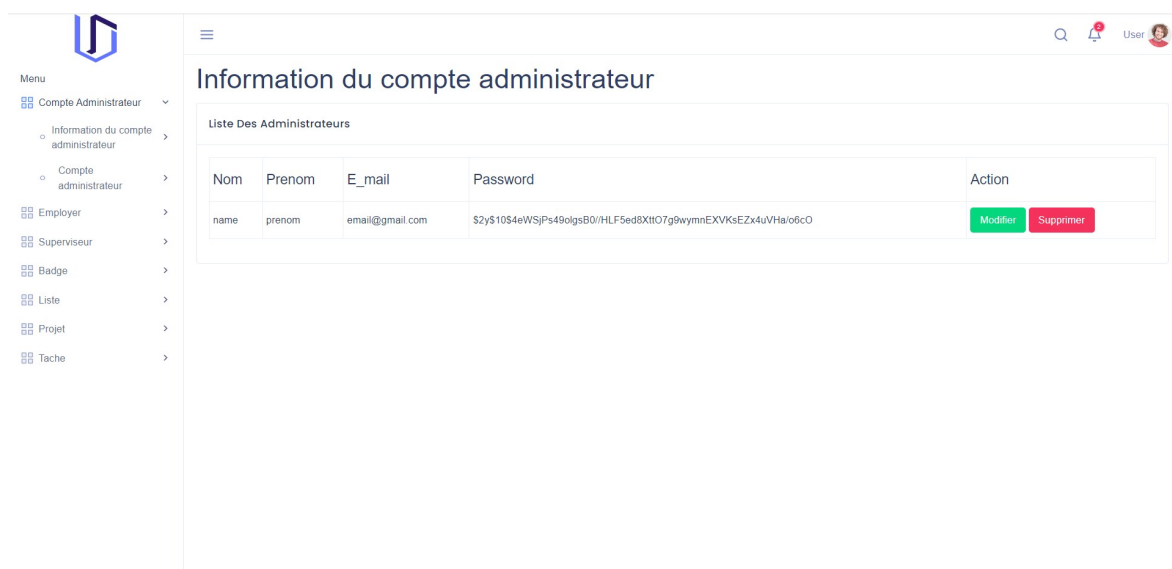 2
User
Menu
Compte Administrateur
Information du compte
administrateur
Compte
administrateur
Employer
Superviseur
Badge
Liste
Projet
Tache
Information du compte administrateur
Liste Des Administrateurs
Nom Prenom E_mail Password Action
name prenom email@gmail.com $2y$10$4eWSjPs49olgsB0//HLF5ed8XttO7g9wymnEXVKsEZx4uVHa/o6cO Modifier Supprimer